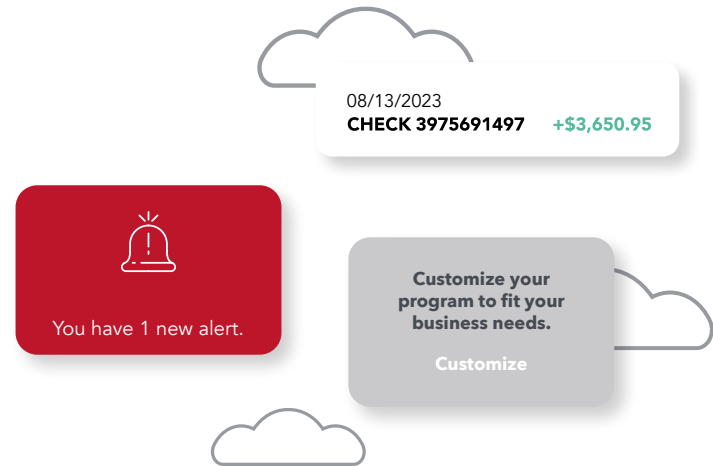 08/13/2023
CHECK 3975691497 +$3,650.95
You have 1 new alert.
Customize your
program to fit your
business needs.
Customize